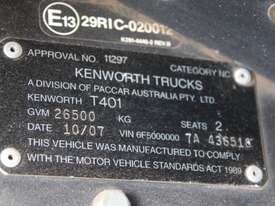 E13 29RIC-020012
APPROVAL NO. 11297 CATEGORY NC
KENWORTH TRUCKS
A DIVISION OF PACCAR AUSTRALIA PTY. LTD.
KENWORTH T401
GVM 26500 KG SEATS 2
DATE 10/07 VIN 6F5000000 7A 436518
THIS VEHICLE WAS MANUFACTURED TO COMPLY
WITH THE MOTOR VEHICLE STANDARDS ACT 1989